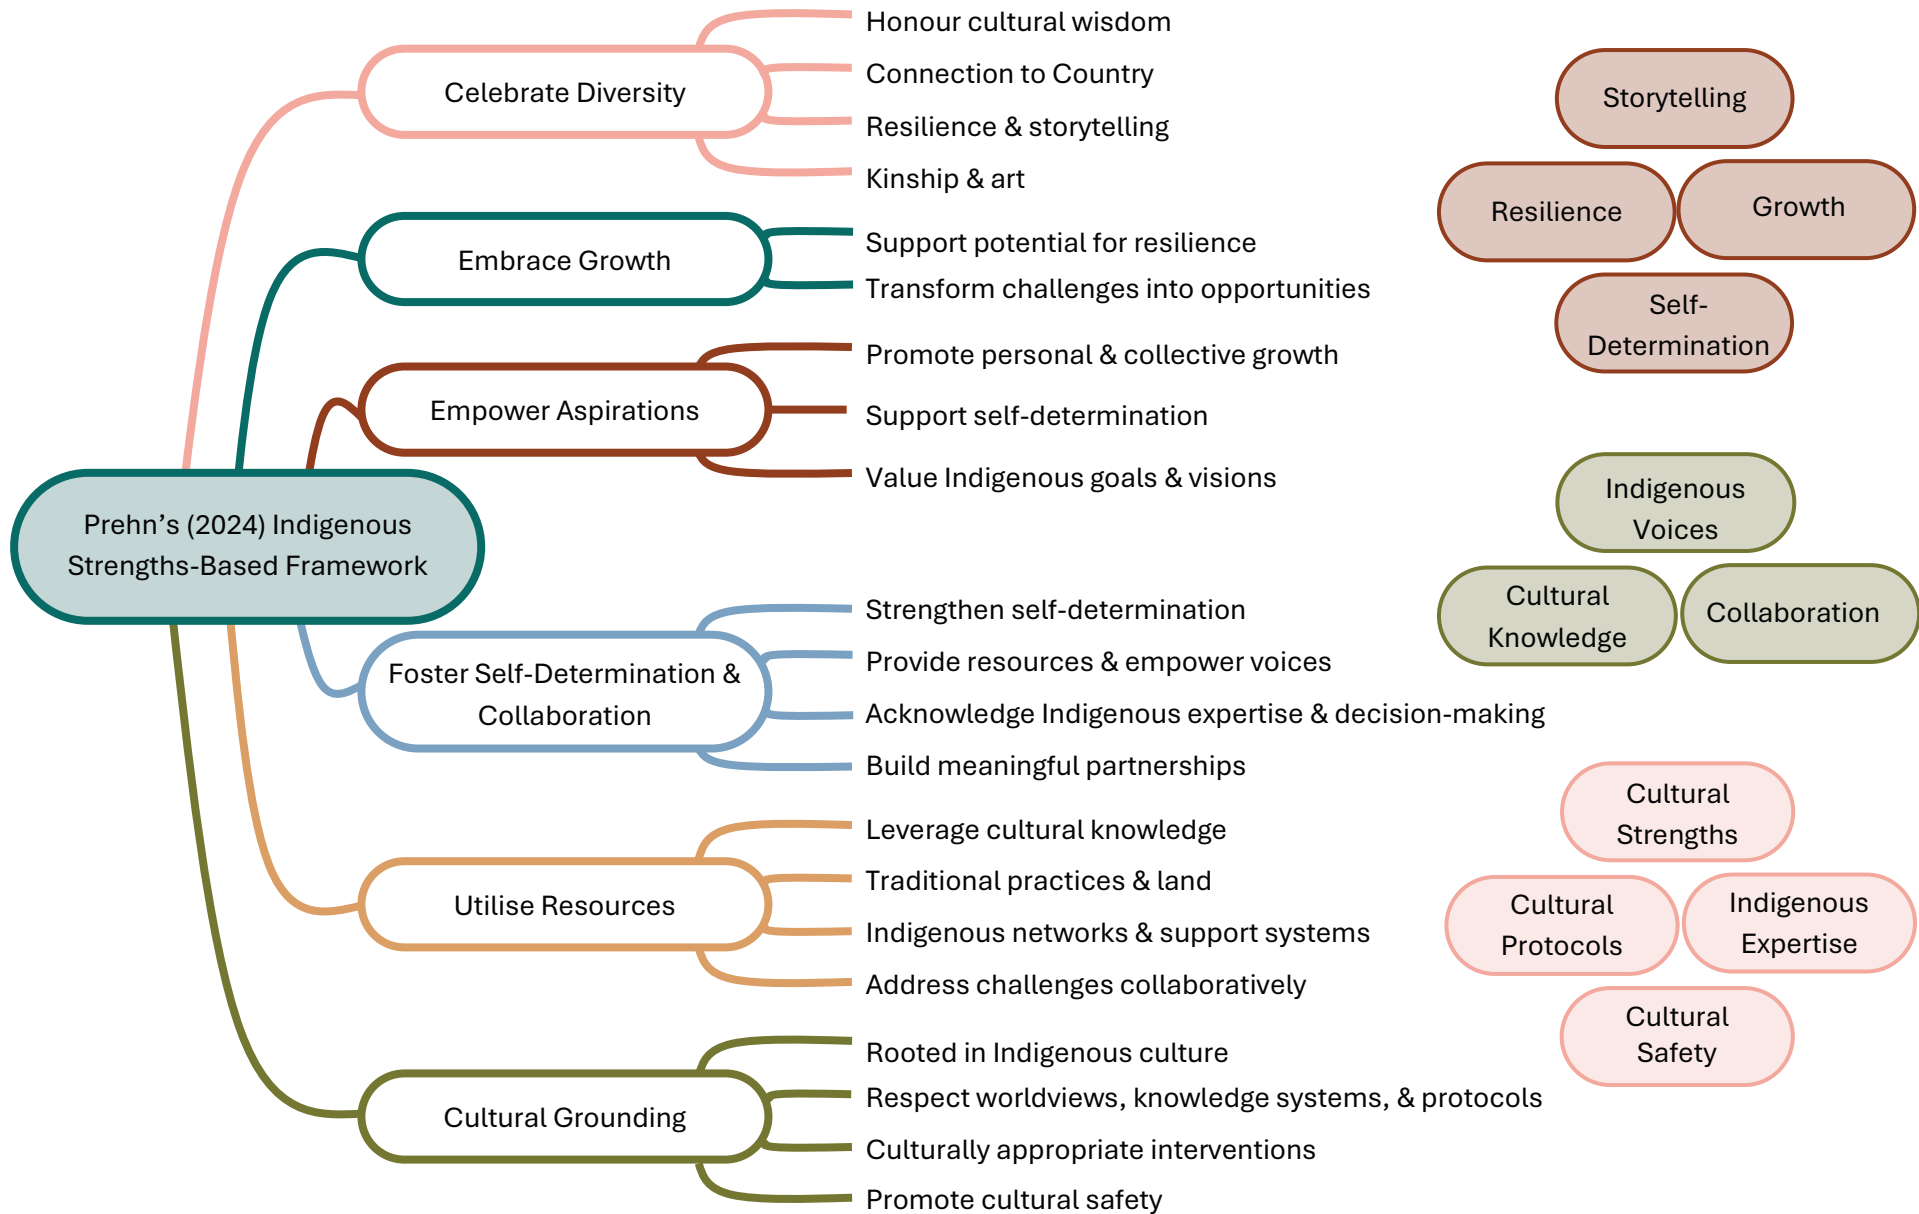 Prehn’s (2024) Indigenous
Strengths-Based Framework
Celebrate Diversity
Honour cultural wisdom
Connection to Country
Resilience & storytelling
Kinship & art
Embrace Growth
Support potential for resilience
Transform challenges into opportunities
Empower Aspirations
Promote personal & collective growth
Support self-determination
Value Indigenous goals & visions
Foster Self-Determination &
Collaboration
Strengthen self-determination
Provide resources & empower voices
Acknowledge Indigenous expertise & decision-making
Build meaningful partnerships
Utilise Resources
Leverage cultural knowledge
Traditional practices & land
Indigenous networks & support systems
Address challenges collaboratively
Cultural Grounding
Rooted in Indigenous culture
Respect worldviews, knowledge systems, & protocols
Culturally appropriate interventions
Promote cultural safety
Storytelling
Resilience
Growth
Self-
Determination
Indigenous
Voices
Cultural
Knowledge
Collaboration
Cultural
Strengths
Cultural
Protocols
Indigenous
Expertise
Cultural
Safety